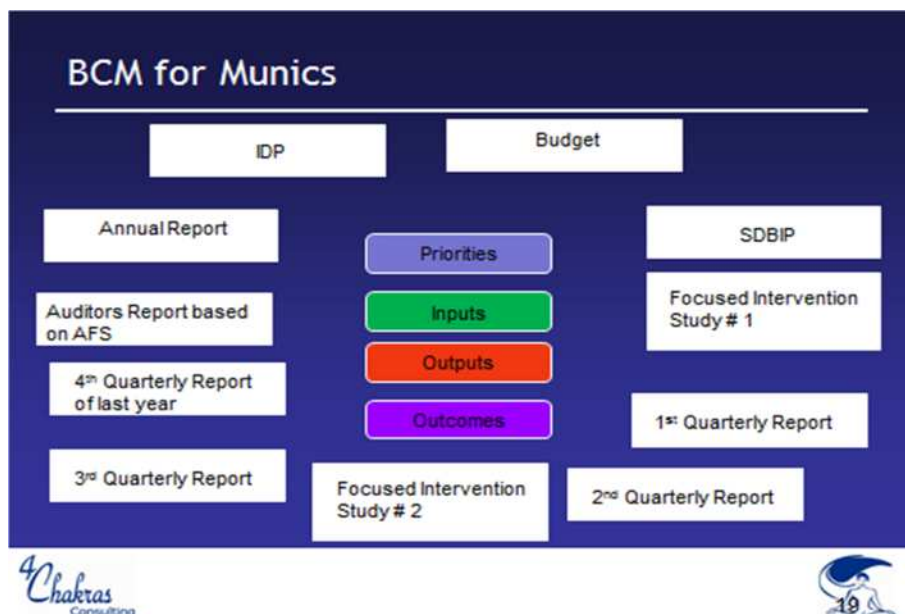 BCM for Munics
IDP
Budget
Annual Report
SDBIP
Priorities
Focused Intervention
Study # 1
Inputs
Auditors Report based
on AFS
Outputs
4th Quarterly Report
of last year
Outcomes
1st Quarterly Report
3rd Quarterly Report
Focused Intervention
Study # 2
2nd Quarterly Report
4Chakras
Consulting
19